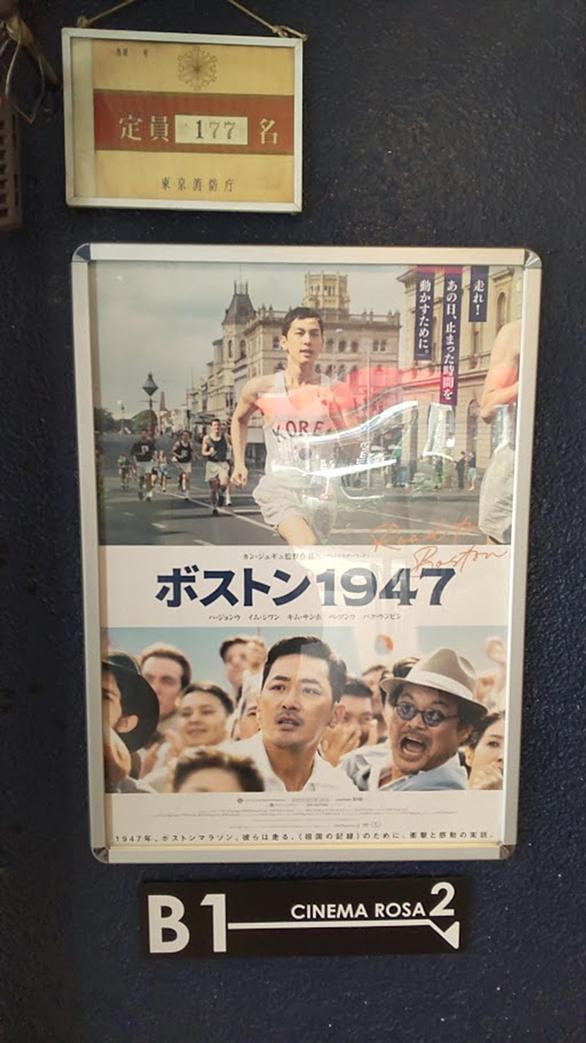 定員 177 名
東京消防庁
走れ!
あの日、止まった時間を
動かすために。
KOREA
Road to
Boston
カン・ジェギュ監督作品
ボストン1947
ハ・ジョンウ イム・シワン キム・サンホ パク・ウンビン
1947年、ボストンマラソン。彼らは走る。〈祖国の記録〉のために。衝撃と感動の実話。
B1 CINEMA ROSA 2